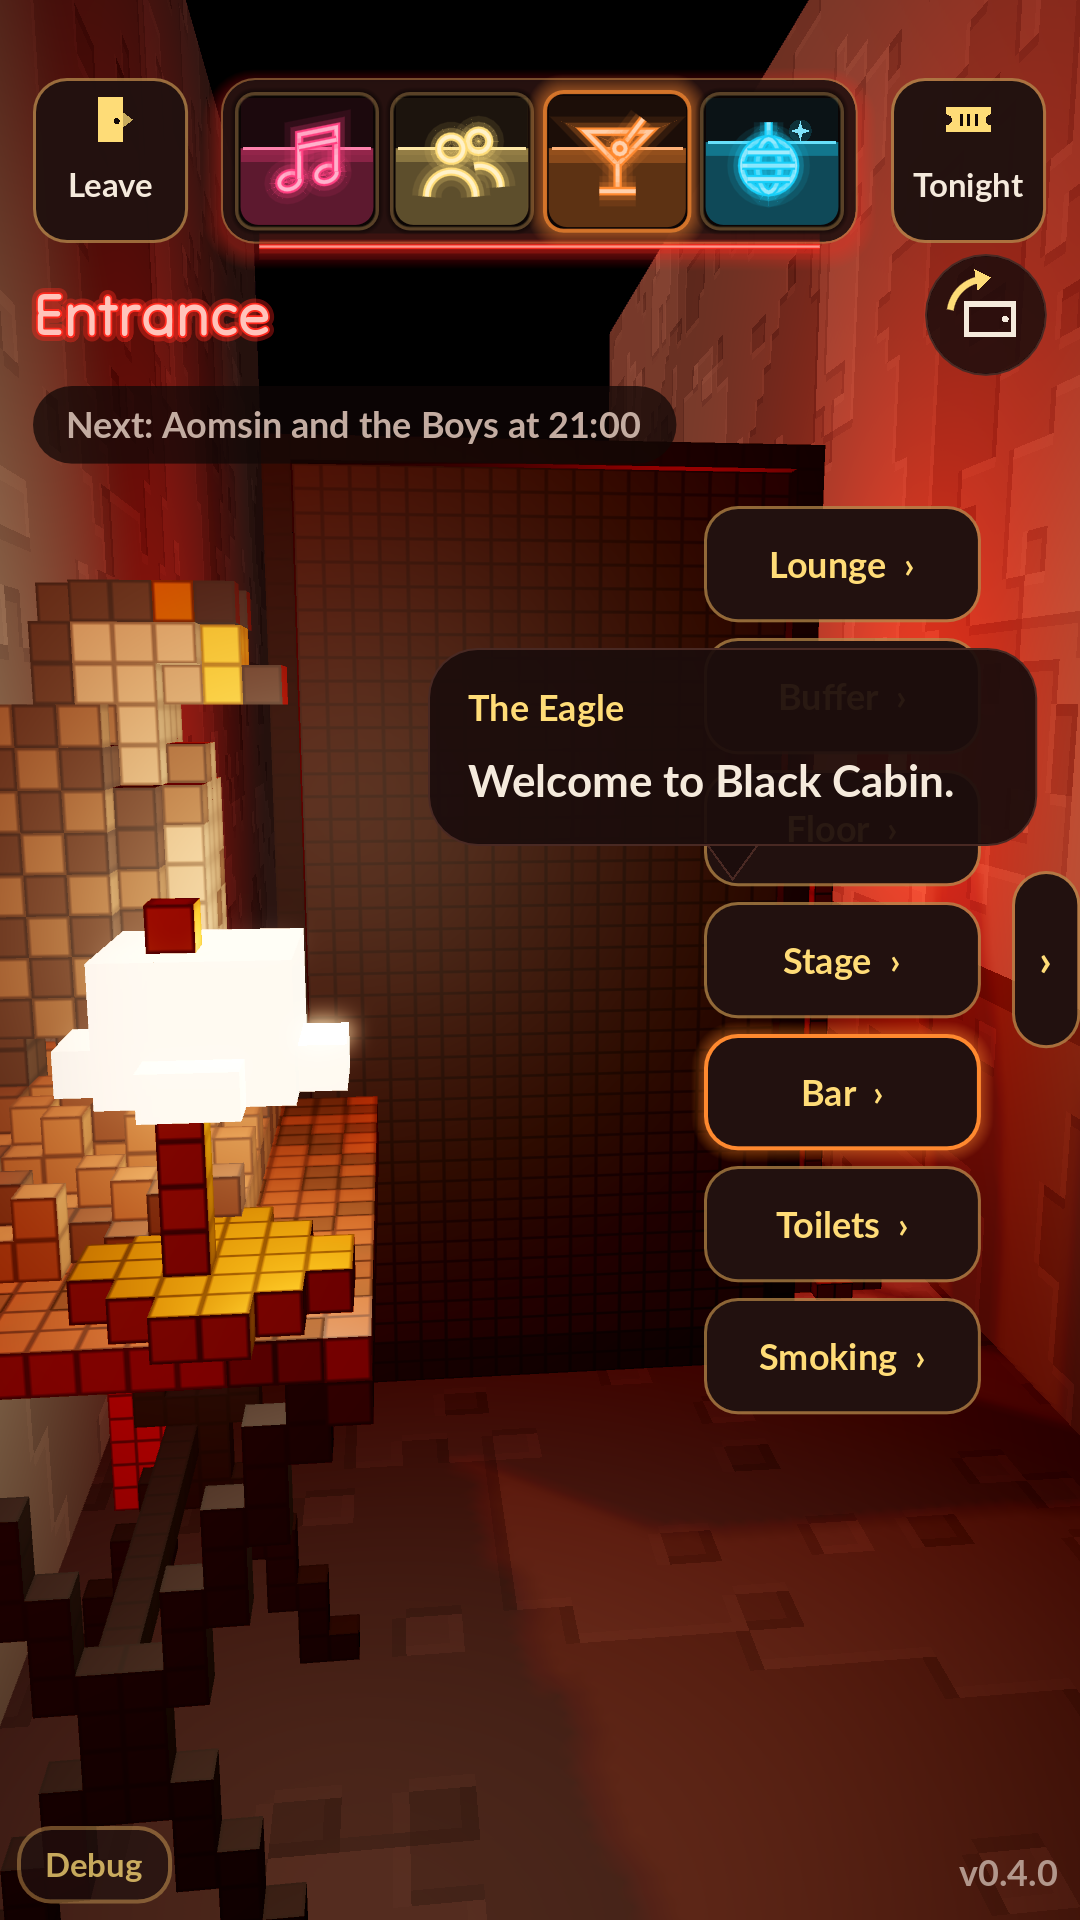 Leave
Tonight
Entrance
Next: Aomsin and the Boys at 21:00
Lounge ›
Buffer ›
The Eagle
Welcome to Black Cabin.
Floor ›
Stage ›
›
Bar ›
Toilets ›
Smoking ›
Debug
v0.4.0